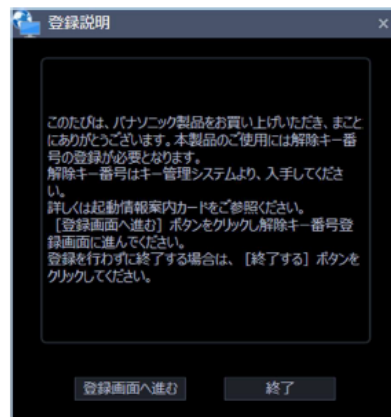 登録説明
×
このたびは、パナソニック製品をお買い上げいただき、まこと
にありがとうございます。本製品のご使用には解除キー番
号の登録が必要となります。
解除キー番号はキー管理システムより、入手してくださ
い。
詳しくは起動情報案内カードをご参照ください。
［登録画面へ進む］ボタンをクリックし解除キー番号登
録画面に進んでください。
登録を行わずに終了する場合は、［終了する］ボタンを
クリックしてください。
登録画面へ進む
終了